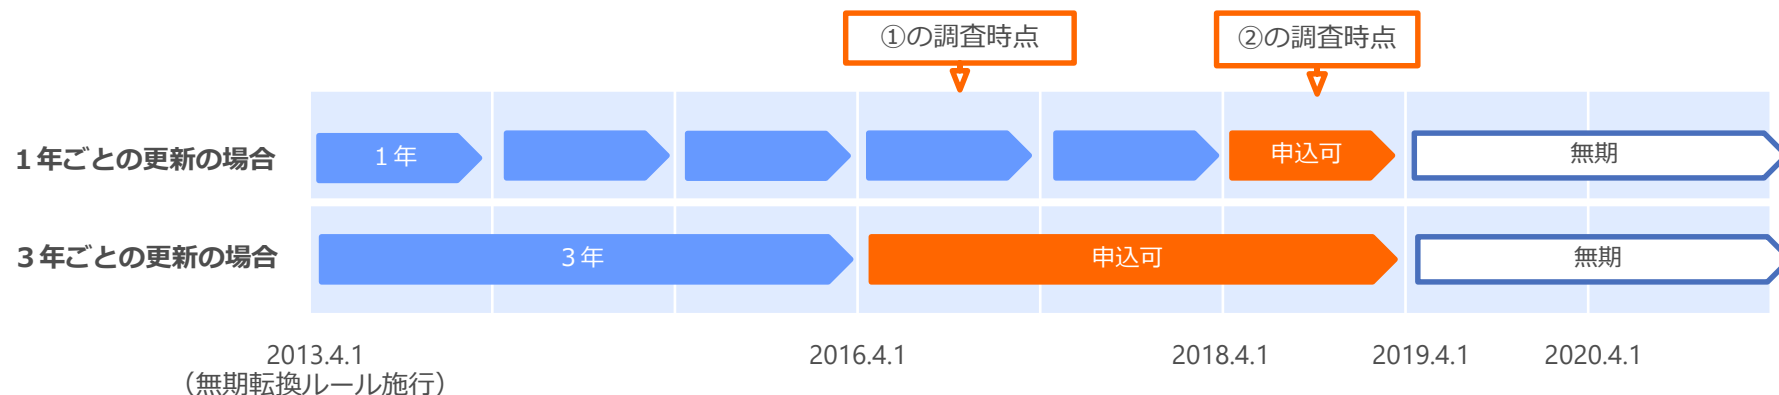 ①の調査時点
②の調査時点
１年ごとの更新の場合
１年
申込可
無期
３年ごとの更新の場合
３年
申込可
無期
2013.4.1
2016.4.1
2018.4.1
2019.4.1
2020.4.1
（無期転換ルール施行）